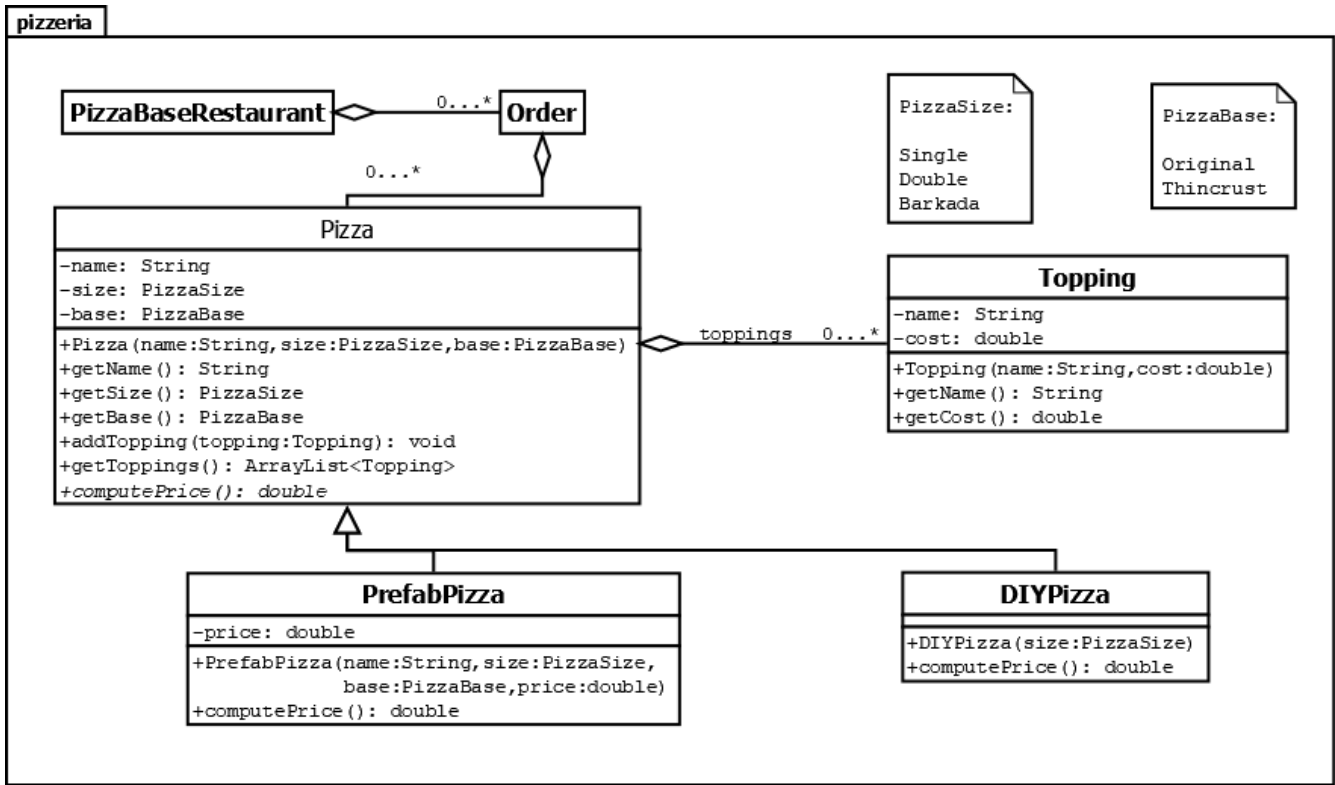 pizzeria
PizzaBaseRestaurant
0...*
Order
0...*
PizzaSize:
Single
Double
Barkada
PizzaBase:
Original
Thincrust
Pizza
-name: String
-size: PizzaSize
-base: PizzaBase
+Pizza(name:String,size:PizzaSize,base:PizzaBase)
+getName(): String
+getSize(): PizzaSize
+getBase(): PizzaBase
+addTopping(topping:Topping): void
+getToppings(): ArrayList<Topping>
+computePrice(): double
toppings 0...*
Topping
-name: String
-cost: double
+Topping(name:String,cost:double)
+getName(): String
+getCost(): double
PrefabPizza
-price: double
+PrefabPizza(name:String,size:PizzaSize,
base:PizzaBase,price:double)
+computePrice(): double
DIYPizza
+DIYPizza(size:PizzaSize)
+computePrice(): double